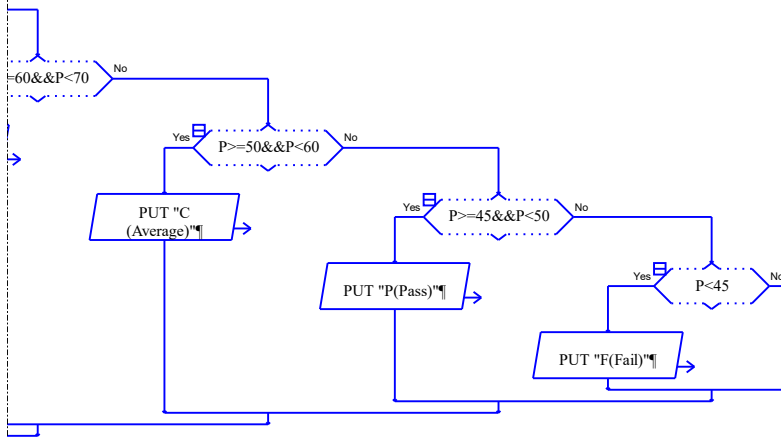 =60&&P<70
No
Yes
P>=50&&P<60
No
PUT "C
(Average)"¶
Yes
P>=45&&P<50
No
PUT "P(Pass)"¶
Yes
P<45
No
PUT "F(Fail)"¶